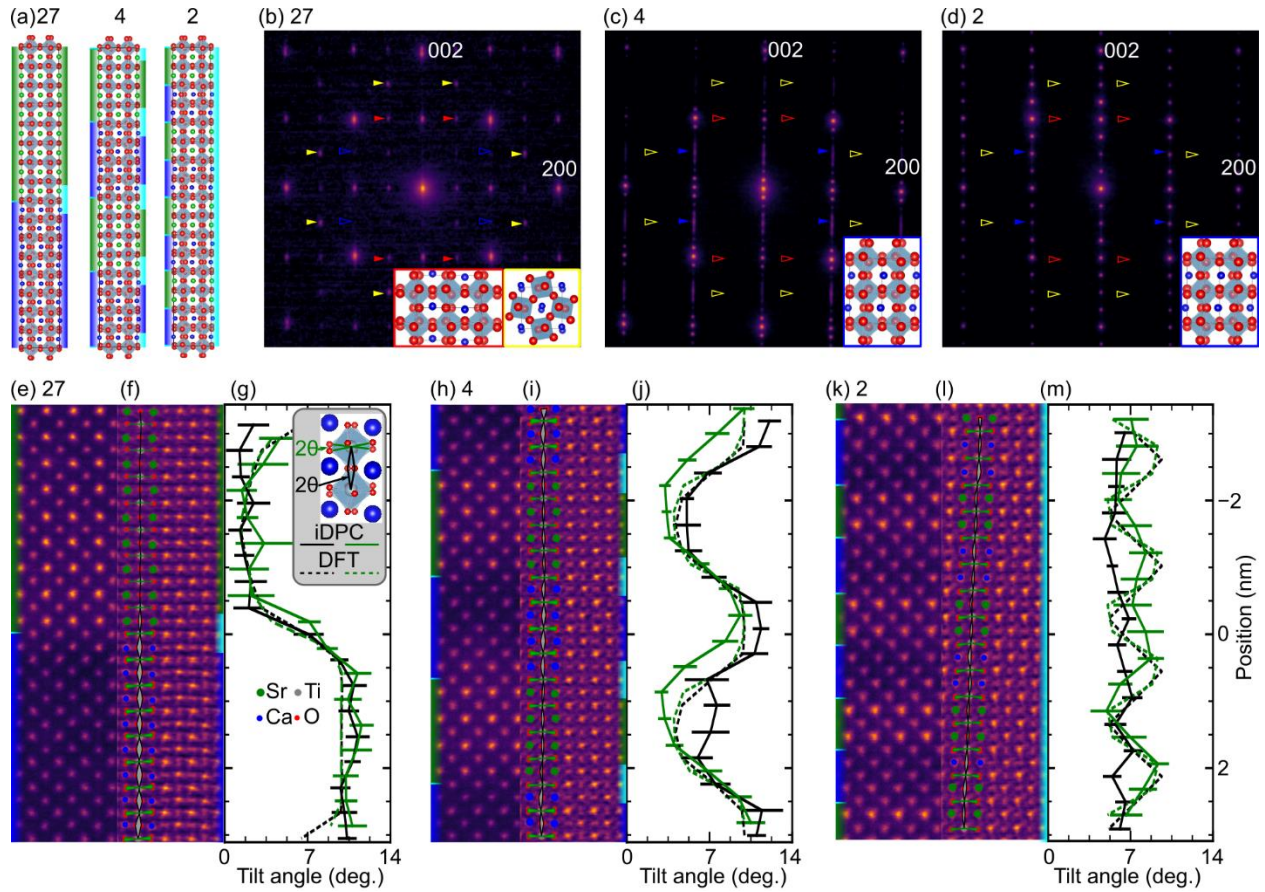 (a)27 4 2
(b) 27
002
200
(c) 4
002
200
(d) 2
002
200
(e) 27 (f) (g)
2θ
2θ
iDPC
DFT
Sr Ti
Ca O
0 7 14
Tilt angle (deg.)
(h) 4 (i) (j)
0 7 14
Tilt angle (deg.)
(k) 2 (l) (m)
−2
0
2
Position (nm)
0 7 14
Tilt angle (deg.)